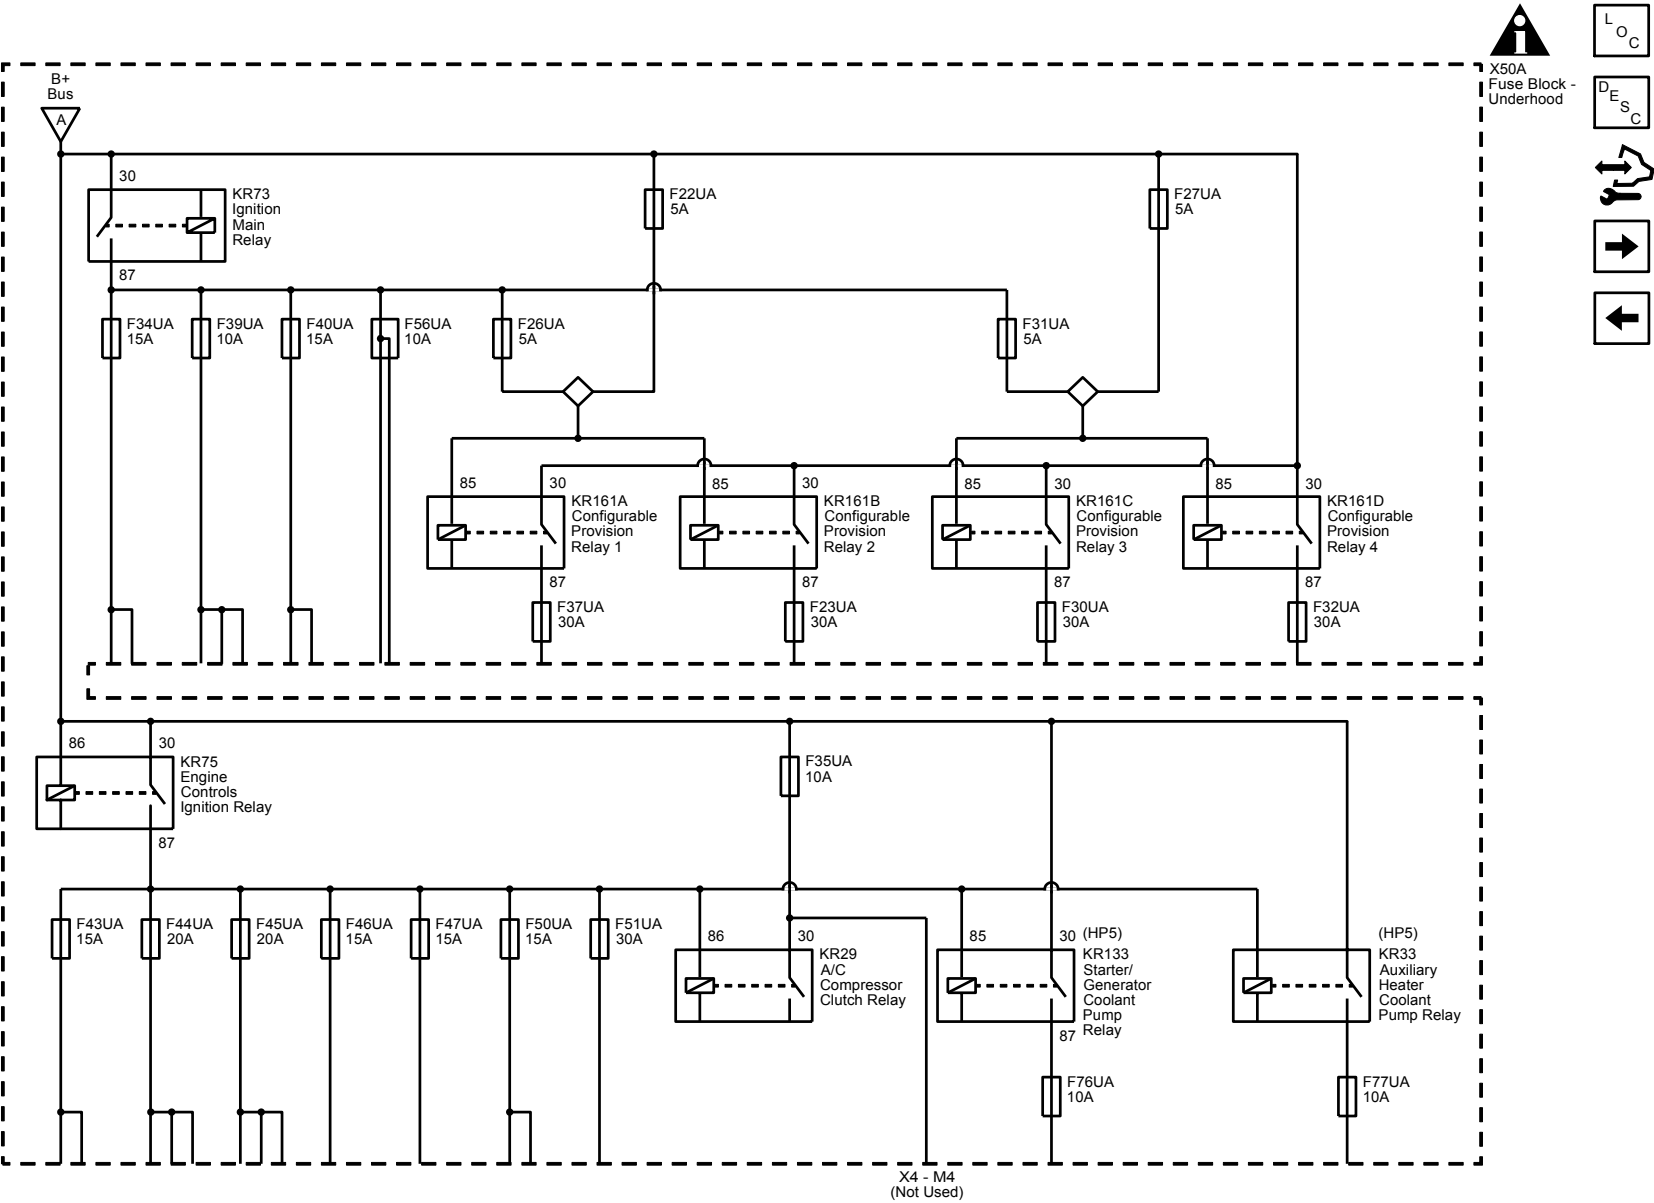 L
O
C
X50A
Fuse Block -
Underhood
D
E
S
C
B+
Bus
A
30
KR73
Ignition
Main
Relay
87
F22UA
5A
F27UA
5A
F34UA
15A
F39UA
10A
F40UA
15A
F56UA
10A
F26UA
5A
F31UA
5A
85
30
KR161A
Configurable
Provision
Relay 1
87
85
30
KR161B
Configurable
Provision
Relay 2
87
85
30
KR161C
Configurable
Provision
Relay 3
87
85
30
KR161D
Configurable
Provision
Relay 4
87
F37UA
30A
F23UA
30A
F30UA
30A
F32UA
30A
86
30
KR75
Engine
Controls
Ignition Relay
87
F35UA
10A
F43UA
15A
F44UA
20A
F45UA
20A
F46UA
15A
F47UA
15A
F50UA
15A
F51UA
30A
86
30
KR29
A/C
Compressor
Clutch Relay
85
30
(HP5)
KR133
Starter/
Generator
Coolant
Pump
Relay
87
(HP5)
KR33
Auxiliary
Heater
Coolant
Pump Relay
F76UA
10A
F77UA
10A
X4 - M4
(Not Used)